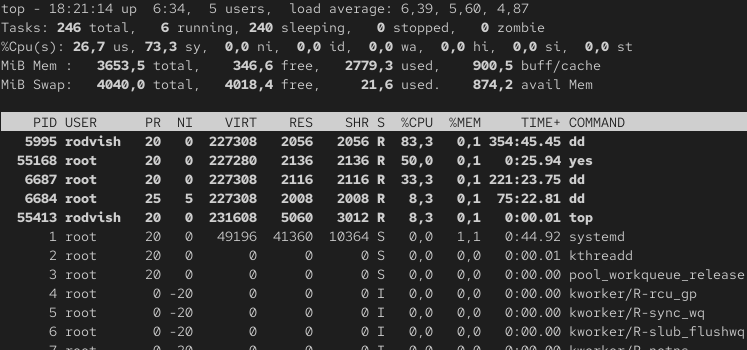 top - 18:21:14 up  6:34,  5 users,  load average: 6,39, 5,60, 4,87
Tasks: 246 total,   6 running, 240 sleeping,   0 stopped,   0 zombie
%Cpu(s): 26,7 us, 73,3 sy,  0,0 ni,  0,0 id,  0,0 wa,  0,0 hi,  0,0 si,  0,0 st
MiB Mem :   3653,5 total,    346,6 free,   2779,3 used,    900,5 buff/cache
MiB Swap:   4040,0 total,   4018,4 free,     21,6 used.    874,2 avail Mem
PID USER      PR  NI    VIRT    RES    SHR S  %CPU  %MEM     TIME+ COMMAND
5995 rodvish   20   0  227308   2056   2056 R  83,3   0,1 354:45.45 dd
55168 root      20   0  227280   2136   2136 R  50,0   0,1   0:25.94 yes
6687 root      20   0  227308   2116   2116 R  33,3   0,1 221:23.75 dd
6684 root      25   5  227308   2008   2008 R   8,3   0,1  75:22.81 dd
55413 rodvish   20   0  231608   5060   3012 R   8,3   0,1   0:00.01 top
1 root      20   0   49196  41360  10364 S   0,0   1,1   0:44.92 systemd
2 root      20   0       0      0      0 S   0,0   0,0   0:00.01 kthreadd
3 root      20   0       0      0      0 S   0,0   0,0   0:00.00 pool_workqueue_release
4 root       0 -20       0      0      0 I   0,0   0,0   0:00.00 kworker/R-rcu_gp
5 root       0 -20       0      0      0 I   0,0   0,0   0:00.00 kworker/R-sync_wq
6 root       0 -20       0      0      0 I   0,0   0,0   0:00.00 kworker/R-slub_flushwq